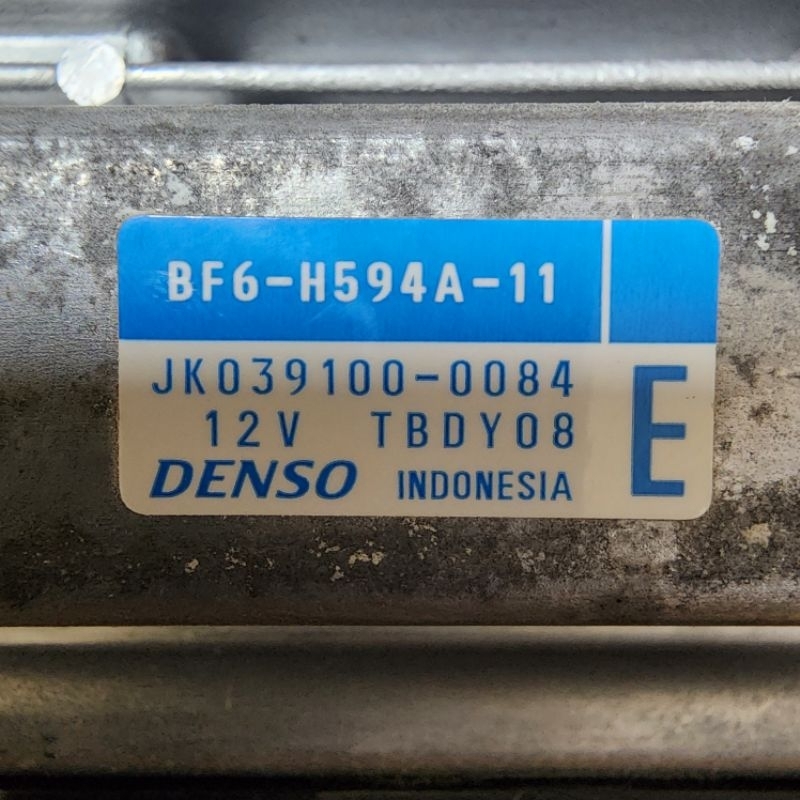 BF6-H594A-11
JK039100-0084
12V TBDY08
DENSO INDONESIA
E